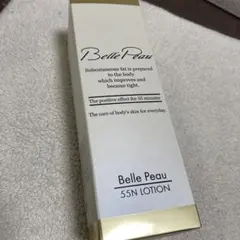 Belle Peau
Subcutaneous fat is prepared
to the body
which improves and
became tight.
The positive effect for 55 minutes
The care of body's skin for everyday.
Belle Peau
55N LOTION